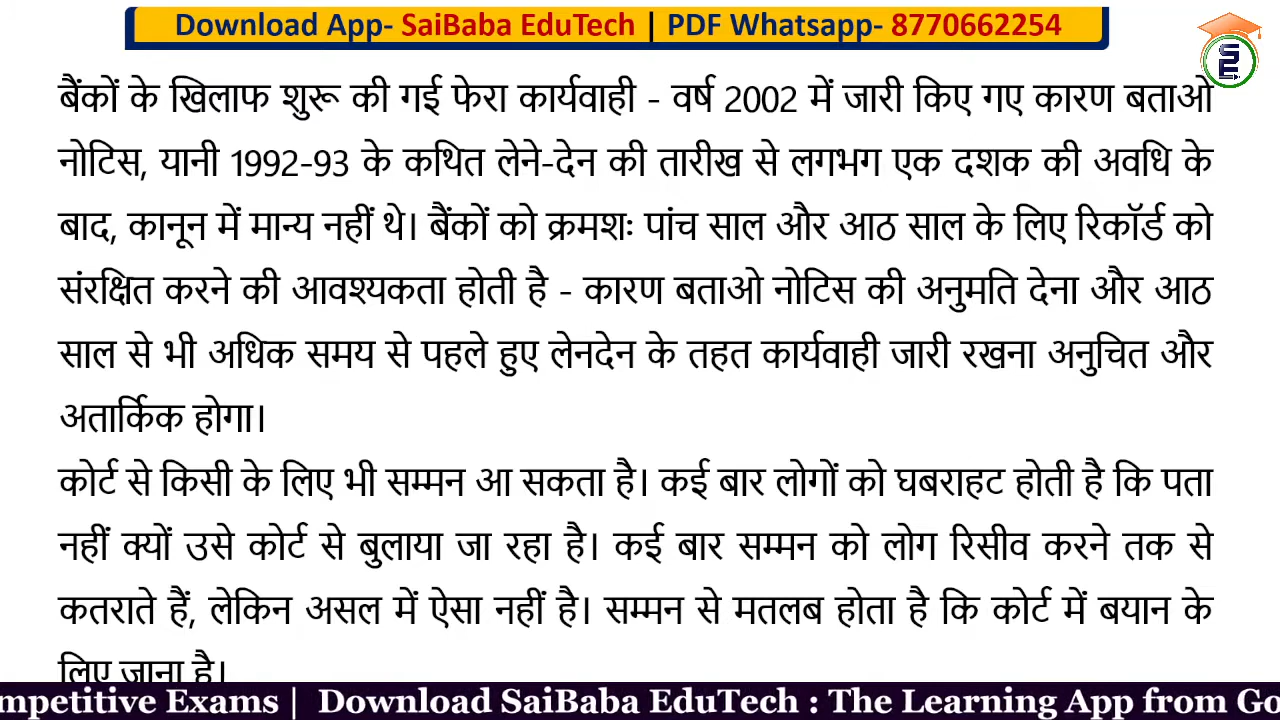 Download App- SaiBaba EduTech | PDF Whatsapp- 8770662254
SE
बैंकों के खिलाफ शुरू की गई फेरा कार्यवाही - वर्ष 2002 में जारी किए गए कारण बताओ
नोटिस, यानी 1992-93 के कथित लेने-देन की तारीख से लगभग एक दशक की अवधि के
बाद, कानून में मान्य नहीं थे। बैंकों को क्रमशः पांच साल और आठ साल के लिए रिकॉर्ड को
संरक्षित करने की आवश्यकता होती है - कारण बताओ नोटिस की अनुमति देना और आठ
साल से भी अधिक समय से पहले हुए लेनदेन के तहत कार्यवाही जारी रखना अनुचित और
अतार्किक होगा।
कोर्ट से किसी के लिए भी सम्मन आ सकता है। कई बार लोगों को घबराहट होती है कि पता
नहीं क्यों उसे कोर्ट से बुलाया जा रहा है। कई बार सम्मन को लोग रिसीव करने तक से
कतराते हैं, लेकिन असल में ऐसा नहीं है। सम्मन से मतलब होता है कि कोर्ट में बयान के
लिए जाना है।
mpetitive Exams | Download SaiBaba EduTech : The Learning App from Go